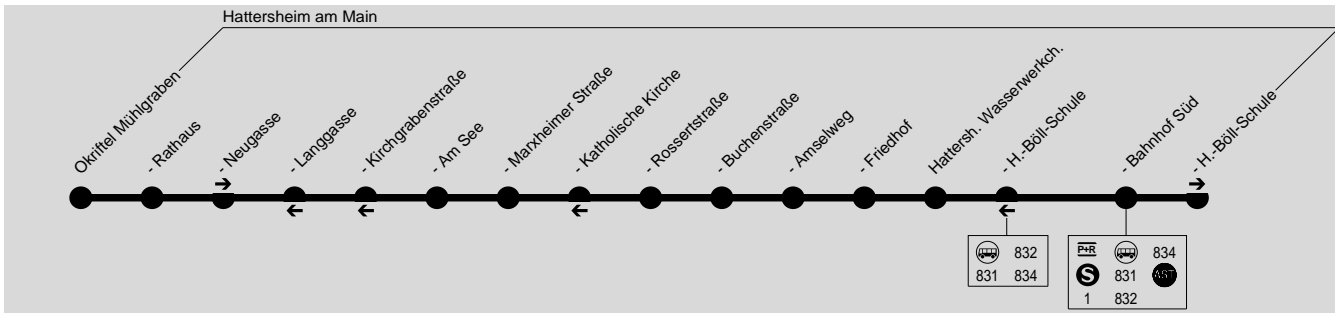 Hattersheim am Main
Okriftel Mühlgraben
- Rathaus
- Neugasse
- Langgasse
- Kirchgrabenstraße
- Am See
- Marxheimer Straße
- Katholische Kirche
- Rossertstraße
- Buchenstraße
- Amselweg
- Friedhof
Hattersh. Wasserwerkch.
- H.-Böll-Schule
- Bahnhof Süd
- H.-Böll-Schule
832
831 834
P+R 834
S 831 AST
1 832